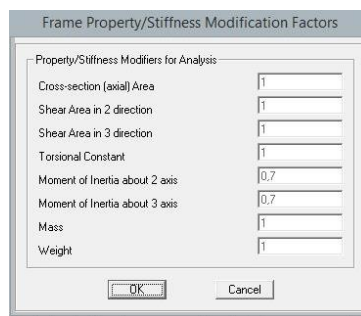 Frame Property/Stiffness Modification Factors
Property/Stiffness Modifiers for Analysis
Cross-section (axial) Area 1
Shear Area in 2 direction 1
Shear Area in 3 direction 1
Torsional Constant 1
Moment of Inertia about 2 axis 0,7
Moment of Inertia about 3 axis 0,7
Mass 1
Weight 1
OK Cancel